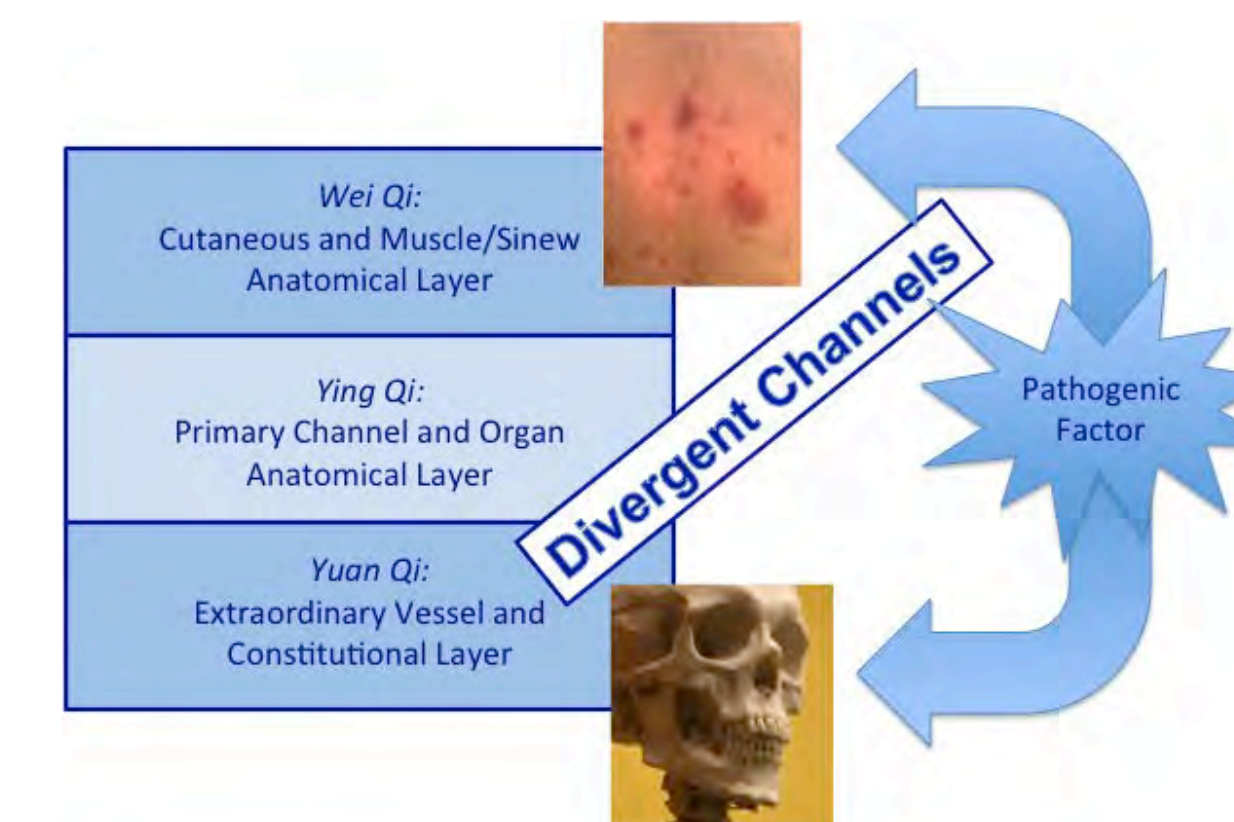 Wei Qi:
Cutaneous and Muscle/Sinew
Anatomical Layer
Ying Qi:
Primary Channel and Organ
Anatomical Layer
Yuan Qi:
Extraordinary Vessel and
Constitutional Layer
Divergent Channels
Pathogenic
Factor